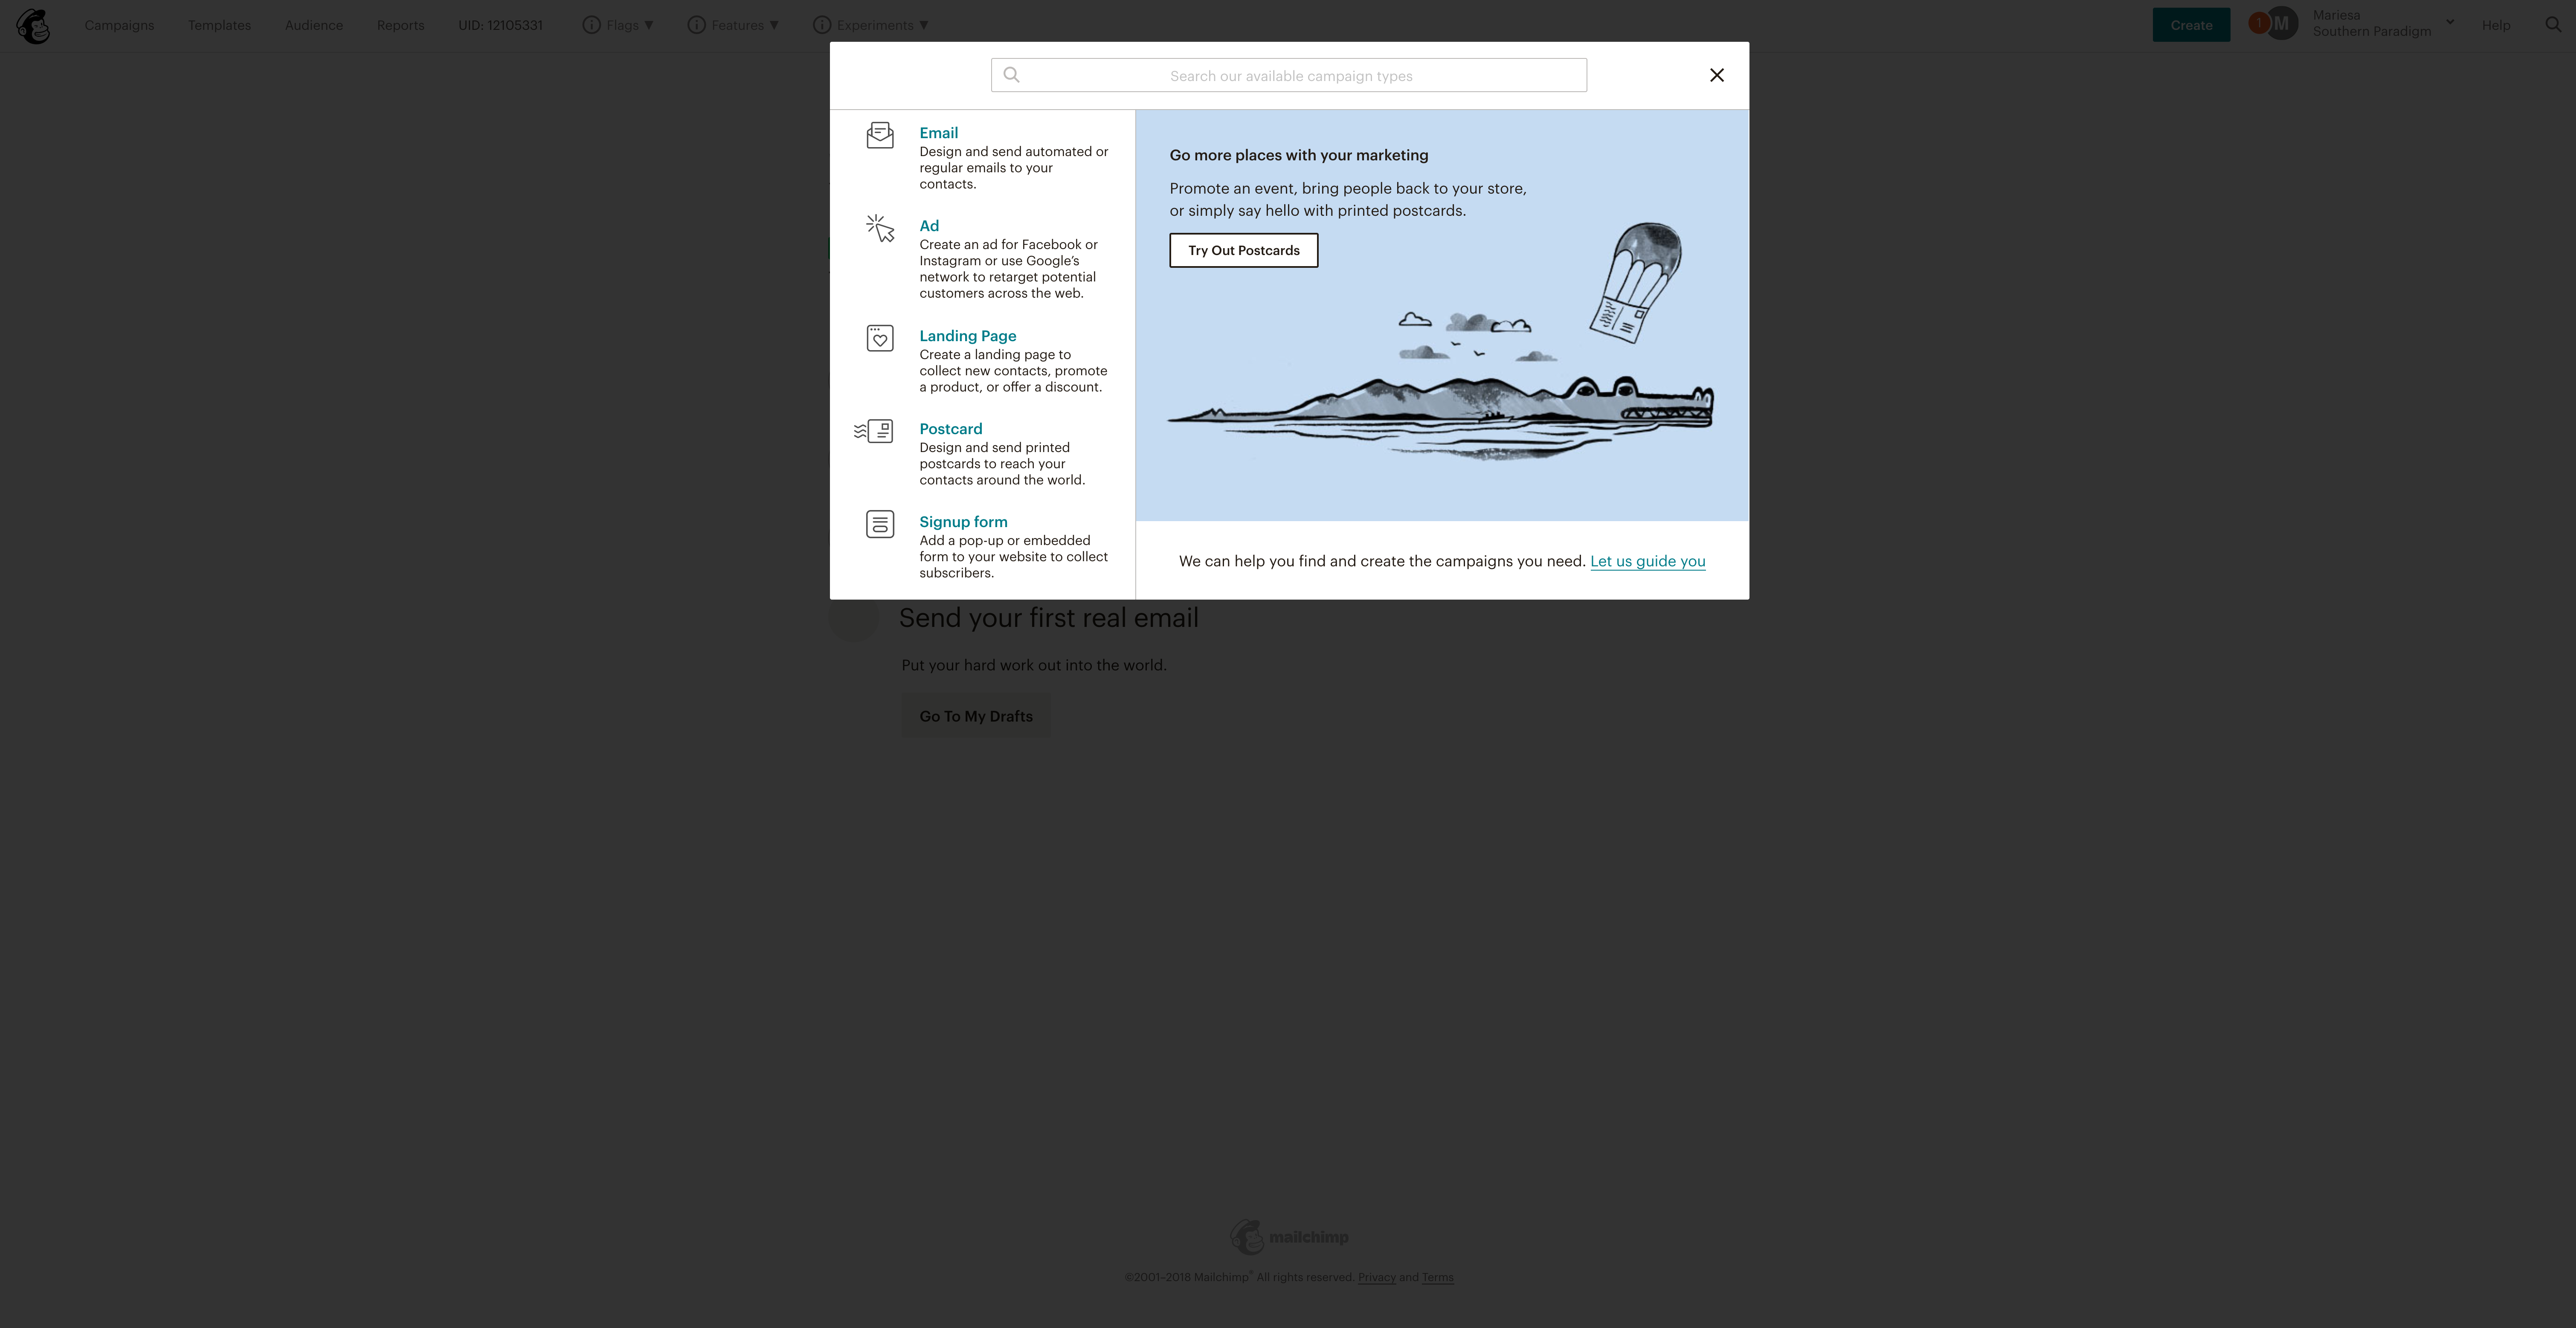 Campaigns
Templates
Audience
Reports
UID: 12105331
Flags ▼
Features ▼
Experiments ▼
Create
1
M
Mariesa
Southern Paradigm
Help
Search our available campaign types
Email
Design and send automated or
regular emails to your
contacts.
Ad
Create an ad for Facebook or
Instagram or use Google's
network to retarget potential
customers across the web.
Landing Page
Create a landing page to
collect new contacts, promote
a product, or offer a discount.
Postcard
Design and send printed
postcards to reach your
contacts around the world.
Signup form
Add a pop-up or embedded
form to your website to collect
subscribers.
Go more places with your marketing
Promote an event, bring people back to your store,
or simply say hello with printed postcards.
Try Out Postcards
We can help you find and create the campaigns you need. Let us guide you
Send your first real email
Put your hard work out into the world.
Go To My Drafts
mailchimp
©2001–2018 Mailchimp® All rights reserved. Privacy and Terms